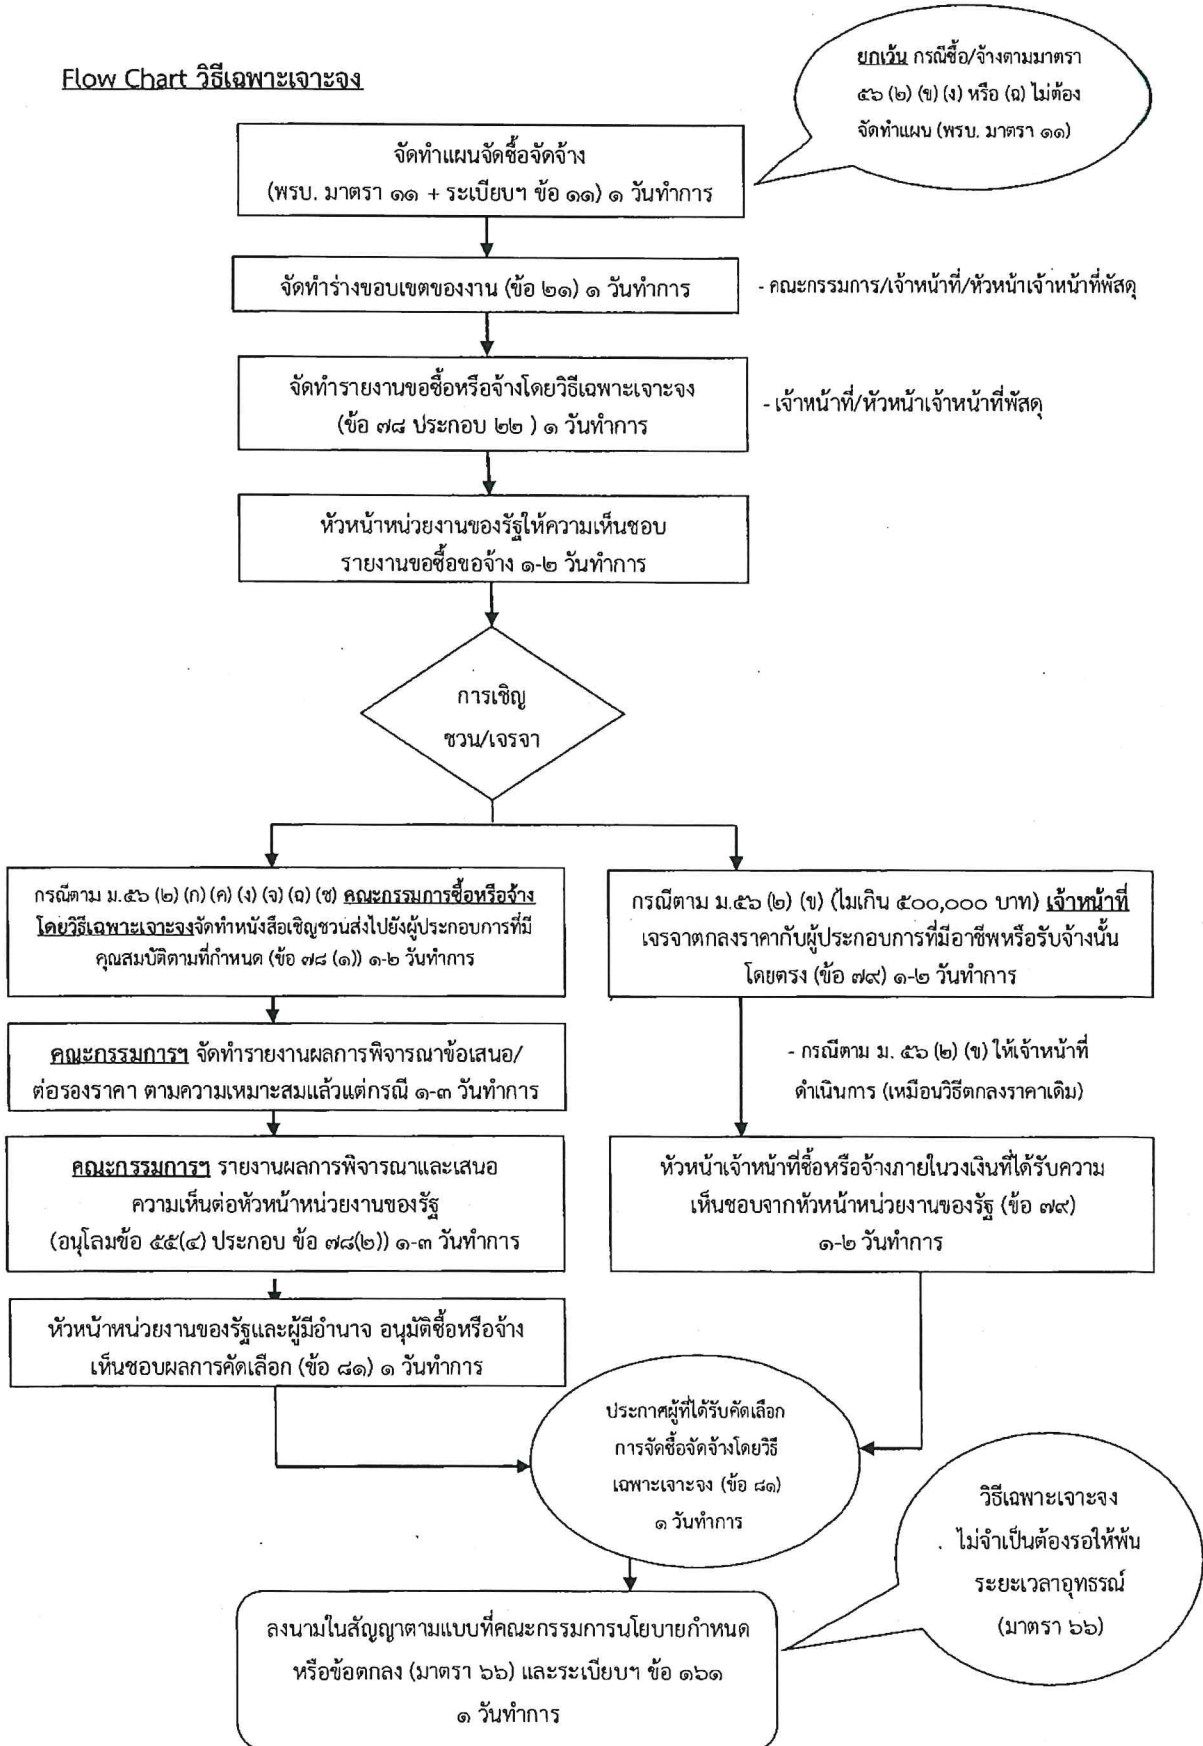 Flow Chart วิธีเฉพาะเจาะจง
ยกเว้น กรณีซื้อ/จ้างตามมาตรา
๕๖ (๒) (ข) (ง) หรือ (ฉ) ไม่ต้อง
จัดทำแผน (พรบ. มาตรา ๑๑)
จัดทำแผนจัดซื้อจัดจ้าง
(พรบ. มาตรา ๑๑ + ระเบียบฯ ข้อ ๑๑) ๑ วันทำการ
จัดทำร่างขอบเขตของงาน (ข้อ ๒๑) ๑ วันทำการ
- คณะกรรมการ/เจ้าหน้าที่/หัวหน้าเจ้าหน้าที่พัสดุ
จัดทำรายงานขอซื้อหรือจ้างโดยวิธีเฉพาะเจาะจง
(ข้อ ๗๘ ประกอบ ๒๒ ) ๑ วันทำการ
- เจ้าหน้าที่/หัวหน้าเจ้าหน้าที่พัสดุ
หัวหน้าหน่วยงานของรัฐให้ความเห็นชอบ
รายงานขอซื้อขอจ้าง ๑-๒ วันทำการ
การเชิญ
ชวน/เจรจา
กรณีตาม ม.๕๖ (๒) (ก) (ค) (ง) (จ) (ฉ) (ช) คณะกรรมการซื้อหรือจ้าง
โดยวิธีเฉพาะเจาะจงจัดทำหนังสือเชิญชวนส่งไปยังผู้ประกอบการที่มี
คุณสมบัติตามที่กำหนด (ข้อ ๗๘ (๑)) ๑-๒ วันทำการ
คณะกรรมการฯ จัดทำรายงานผลการพิจารณาข้อเสนอ/
ต่อรองราคา ตามความเหมาะสมแล้วแต่กรณี ๑-๓ วันทำการ
คณะกรรมการฯ รายงานผลการพิจารณาและเสนอ
ความเห็นต่อหัวหน้าหน่วยงานของรัฐ
(อนุโลมข้อ ๕๕(๔) ประกอบ ข้อ ๗๘(๒)) ๑-๓ วันทำการ
หัวหน้าหน่วยงานของรัฐและผู้มีอำนาจ อนุมัติซื้อหรือจ้าง
เห็นชอบผลการคัดเลือก (ข้อ ๘๑) ๑ วันทำการ
กรณีตาม ม.๕๖ (๒) (ข) (ไม่เกิน ๕๐๐,๐๐๐ บาท) เจ้าหน้าที่
เจรจาตกลงราคากับผู้ประกอบการที่มีอาชีพหรือรับจ้างนั้น
โดยตรง (ข้อ ๗๙) ๑-๒ วันทำการ
- กรณีตาม ม. ๕๖ (๒) (ข) ให้เจ้าหน้าที่
ดำเนินการ (เหมือนวิธีตกลงราคาเดิม)
หัวหน้าเจ้าหน้าที่ซื้อหรือจ้างภายในวงเงินที่ได้รับความ
เห็นชอบจากหัวหน้าหน่วยงานของรัฐ (ข้อ ๗๙)
๑-๒ วันทำการ
ประกาศผู้ที่ได้รับคัดเลือก
การจัดซื้อจัดจ้างโดยวิธี
เฉพาะเจาะจง (ข้อ ๘๑)
๑ วันทำการ
วิธีเฉพาะเจาะจง
ไม่จำเป็นต้องรอให้พ้น
ระยะเวลาอุทธรณ์
(มาตรา ๖๖)
ลงนามในสัญญาตามแบบที่คณะกรรมการนโยบายกำหนด
หรือข้อตกลง (มาตรา ๖๖) และระเบียบฯ ข้อ ๑๖๑
๑ วันทำการ